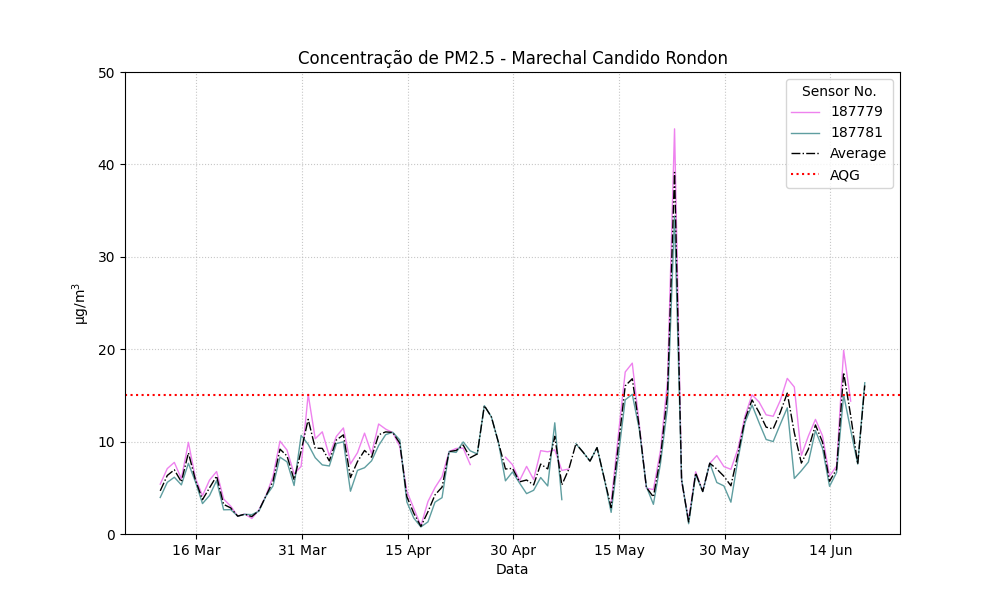 Concentração de PM2.5 - Marechal Candido Rondon
50
40
30
20
10
0
µg/m³
Sensor No.
187779
187781
Average
AQG
16 Mar
31 Mar
15 Apr
30 Apr
15 May
30 May
14 Jun
Data